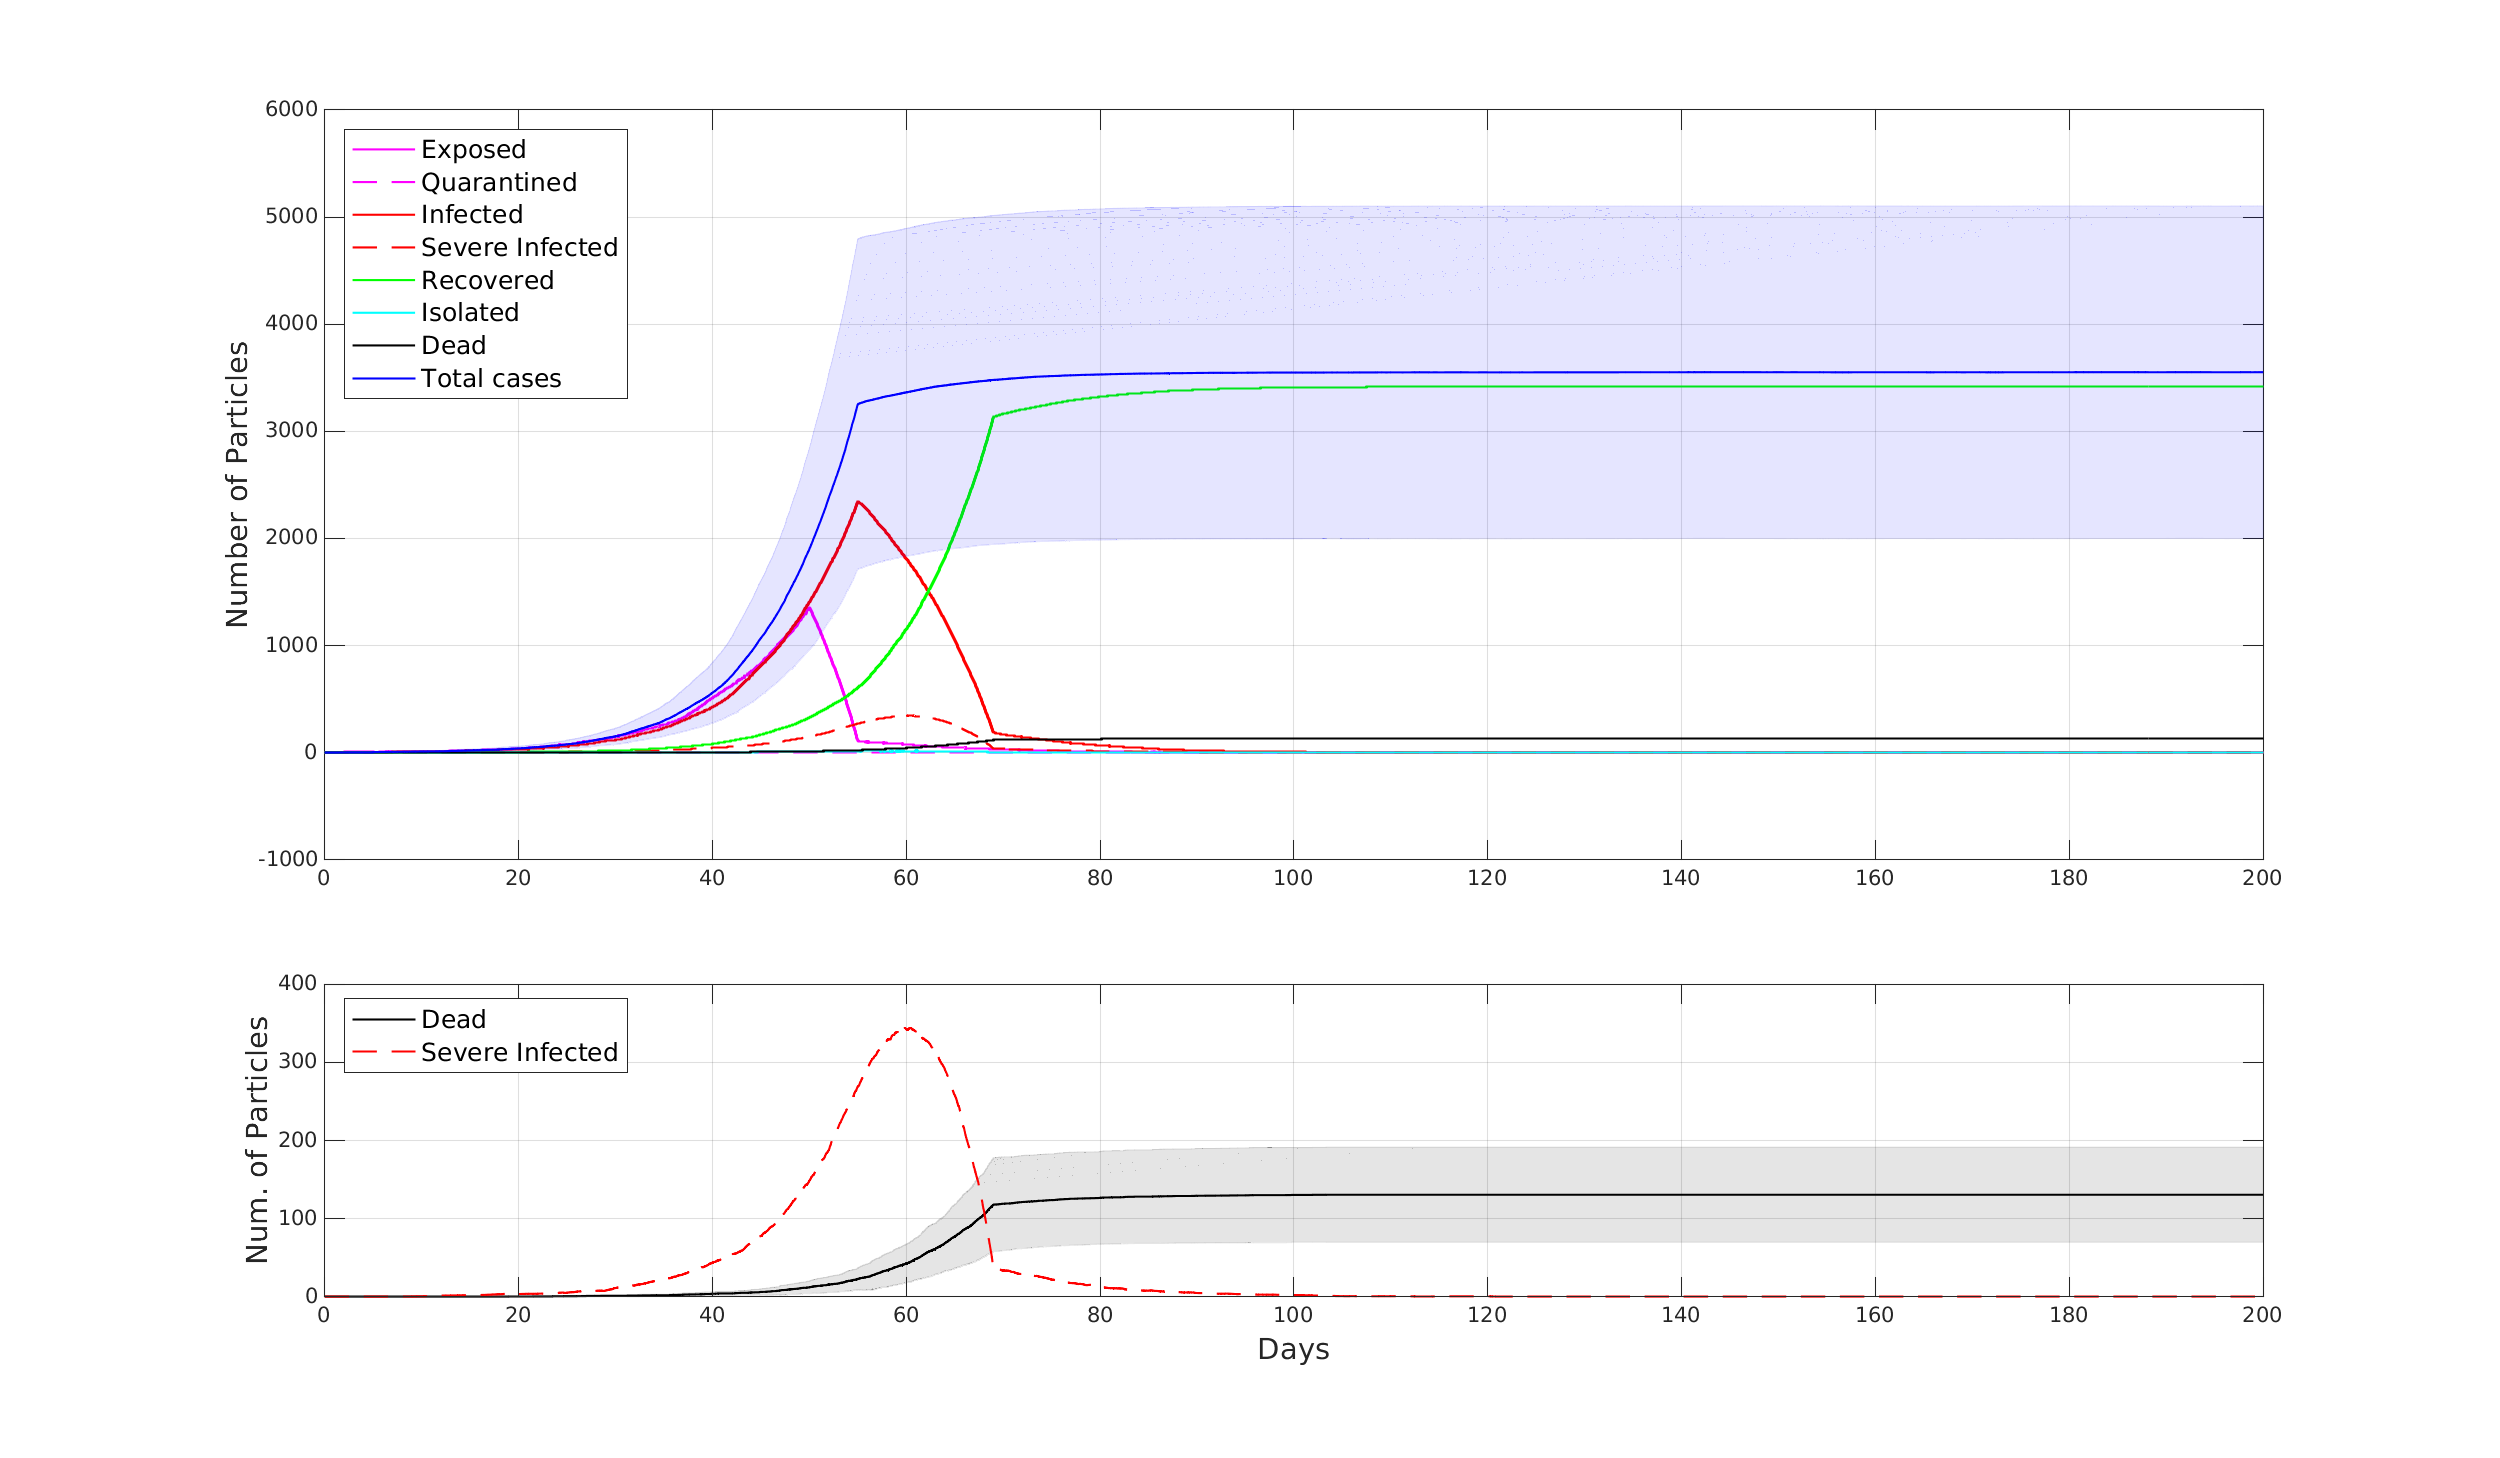 6000
5000
4000
3000
2000
1000
0
-1000
Number of Particles
Exposed
Quarantined
Infected
Severe Infected
Recovered
Isolated
Dead
Total cases
0 20 40 60 80 100 120 140 160 180 200
400
300
200
100
0
Num. of Particles
Dead
Severe Infected
0 20 40 60 80 100 120 140 160 180 200
Days